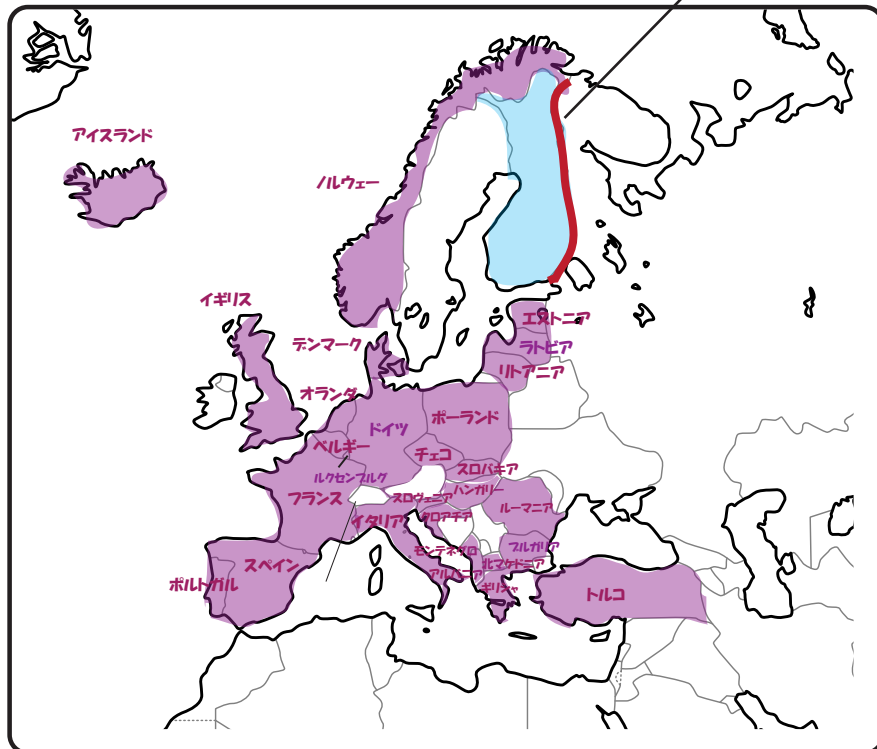 アイスランド
ノルウェー
イギリス
エストニア
デンマーク
ラトビア
リトアニア
オランダ
ポーランド
ドイツ
ベルギー
チェコ
スロバキア
ルクセンブルグ
ハンガリー
フランス
スロヴェニア
ルーマニア
イタリア
クロアチア
モンテネグロ
ブルガリア
北マケドニア
スペイン
アルバニア
ポルトガル
ギリシャ
トルコ